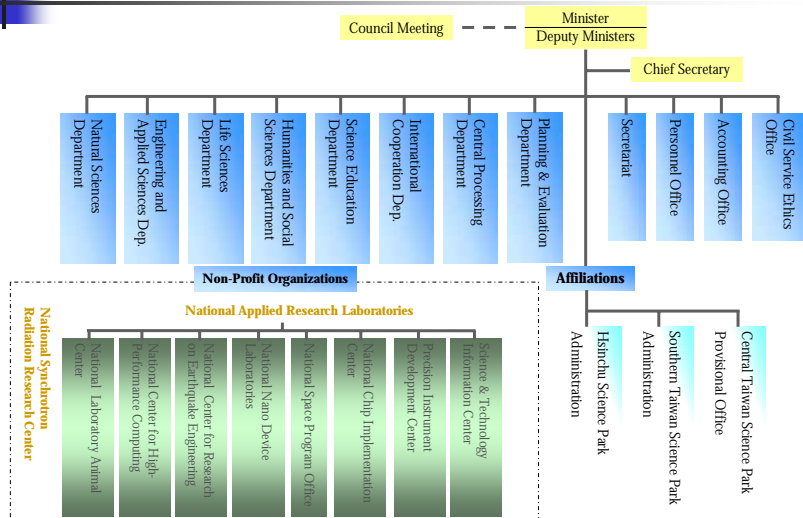 Council Meeting
Minister
Deputy Ministers
Chief Secretary
Natural Sciences
Department
Engineering and
Applied Sciences Dep.
Life Sciences
Department
Humanities and Social
Sciences Department
Science Education
Department
International
Cooperation Dep.
Central Processing
Department
Planning & Evaluation
Department
Secretariat
Personnel Office
Accounting Office
Civil Service Ethics
Office
Non-Profit Organizations
Affiliations
National Synchrotron
Radiation Research Center
National Applied Research Laboratories
National Laboratory Animal
Center
National Center for High-
Performance Computing
National Center for Research
on Earthquake Engineering
National Nano Device
Laboratories
National Space Program Office
National Chip Implementation
Center
Precision Instrument
Development Center
Science & Technology
Information Center
Hsinchu Science Park
Administration
Southern Taiwan Science Park
Administration
Central Taiwan Science Park
Provisional Office